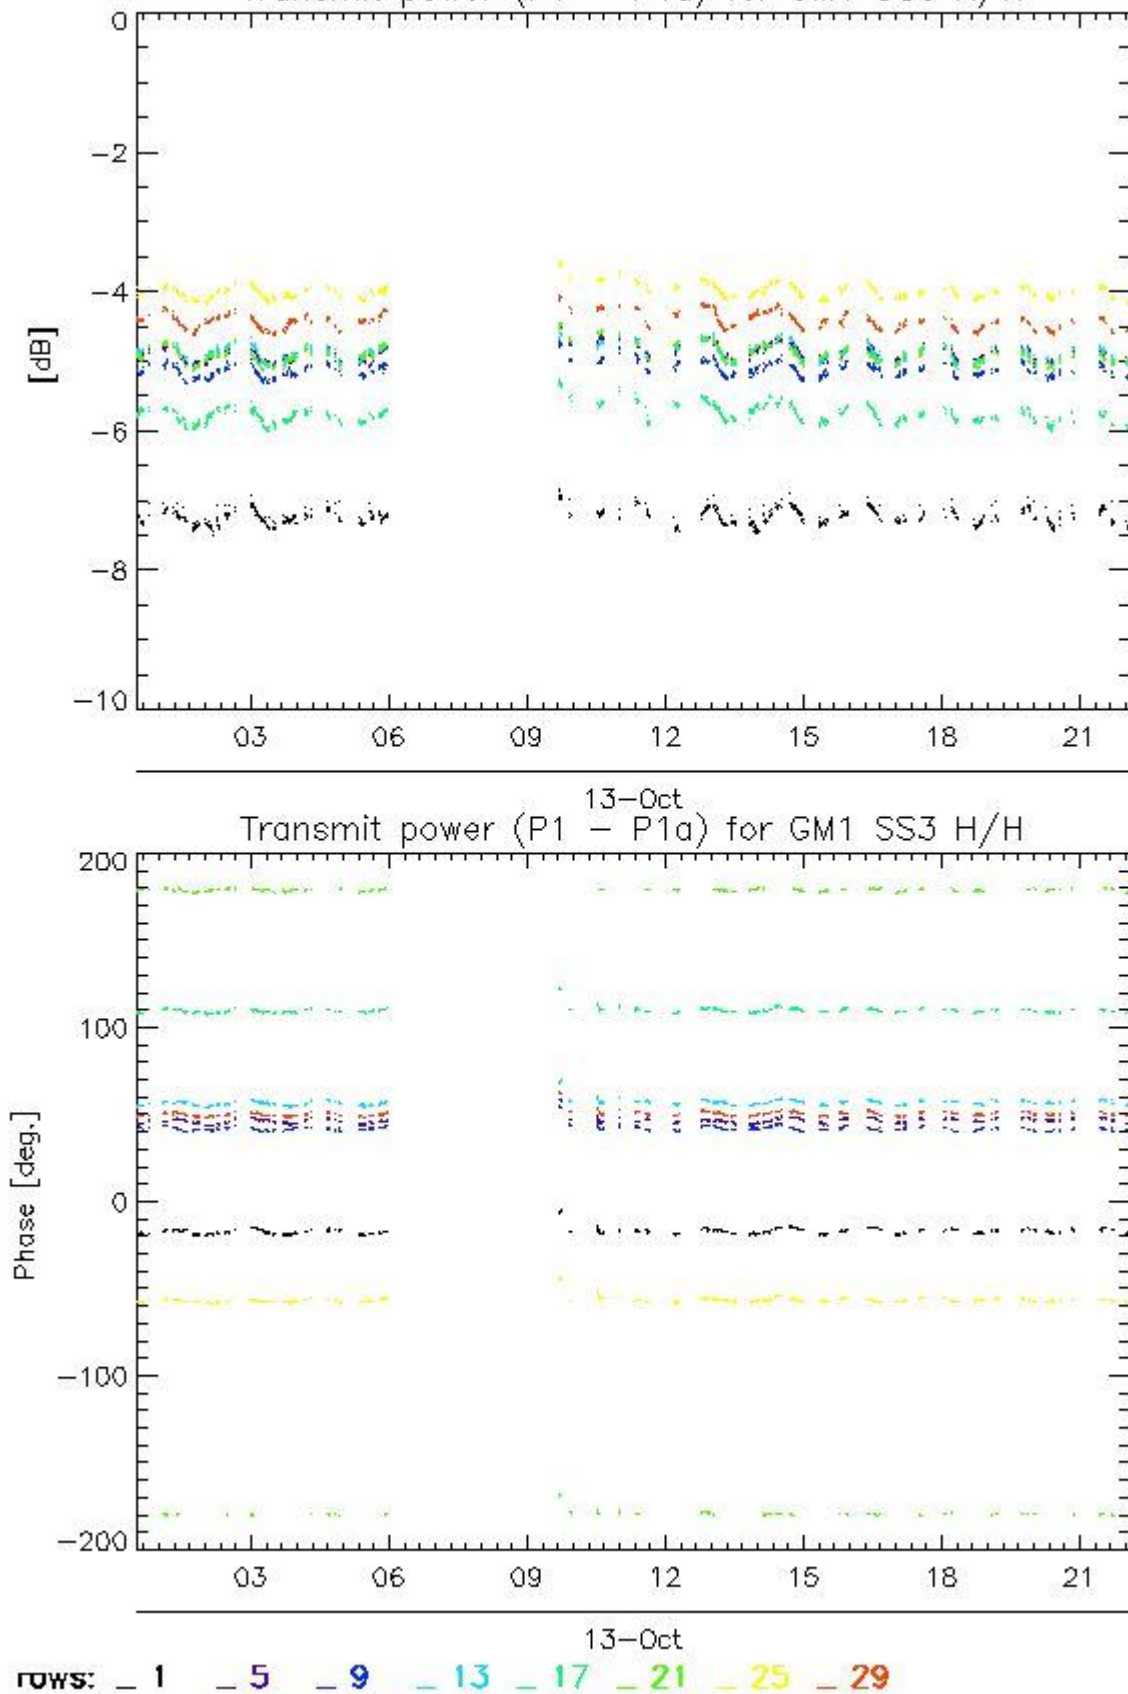 0
−2
−4
[dB]
−6
−8
−10
03 06 09 12 15 18 21
13−Oct
Transmit power (P1 − P1a) for GM1 SS3 H/H
200
100
0
Phase [deg.]
−100
−200
03 06 09 12 15 18 21
13−Oct
rows: _ 1 _ 5 _ 9 _ 13 _ 17 _ 21 _ 25 _ 29